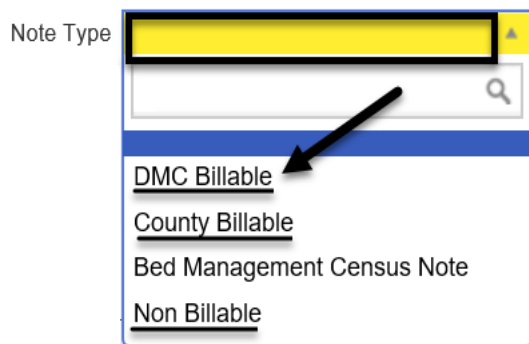 Note Type
DMC Billable
County Billable
Bed Management Census Note
Non Billable